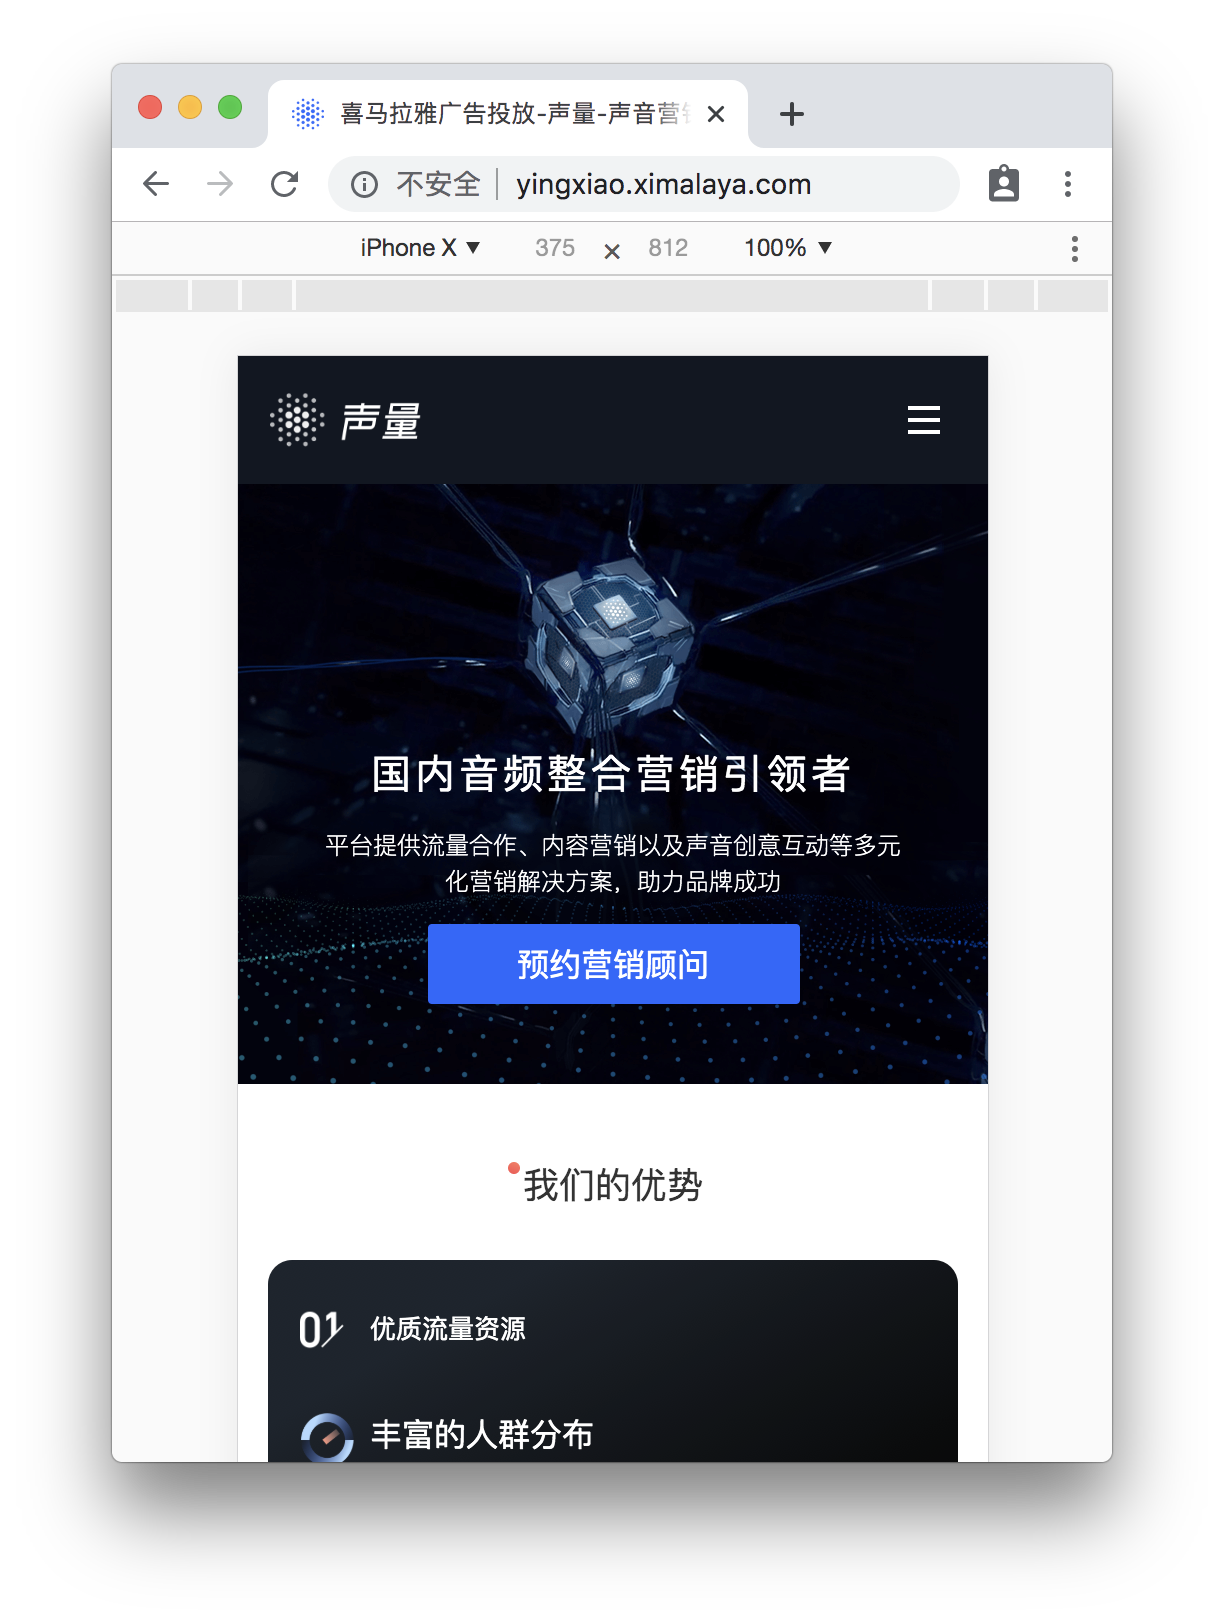 喜马拉雅广告投放-声量-声音营
不安全 yingxiao.ximalaya.com
iPhone X ▼ 375 × 812 100% ▼
声量
国内音频整合营销引领者
平台提供流量合作、内容营销以及声音创意互动等多元
化营销解决方案，助力品牌成功
预约营销顾问
我们的优势
01 优质流量资源
丰富的人群分布